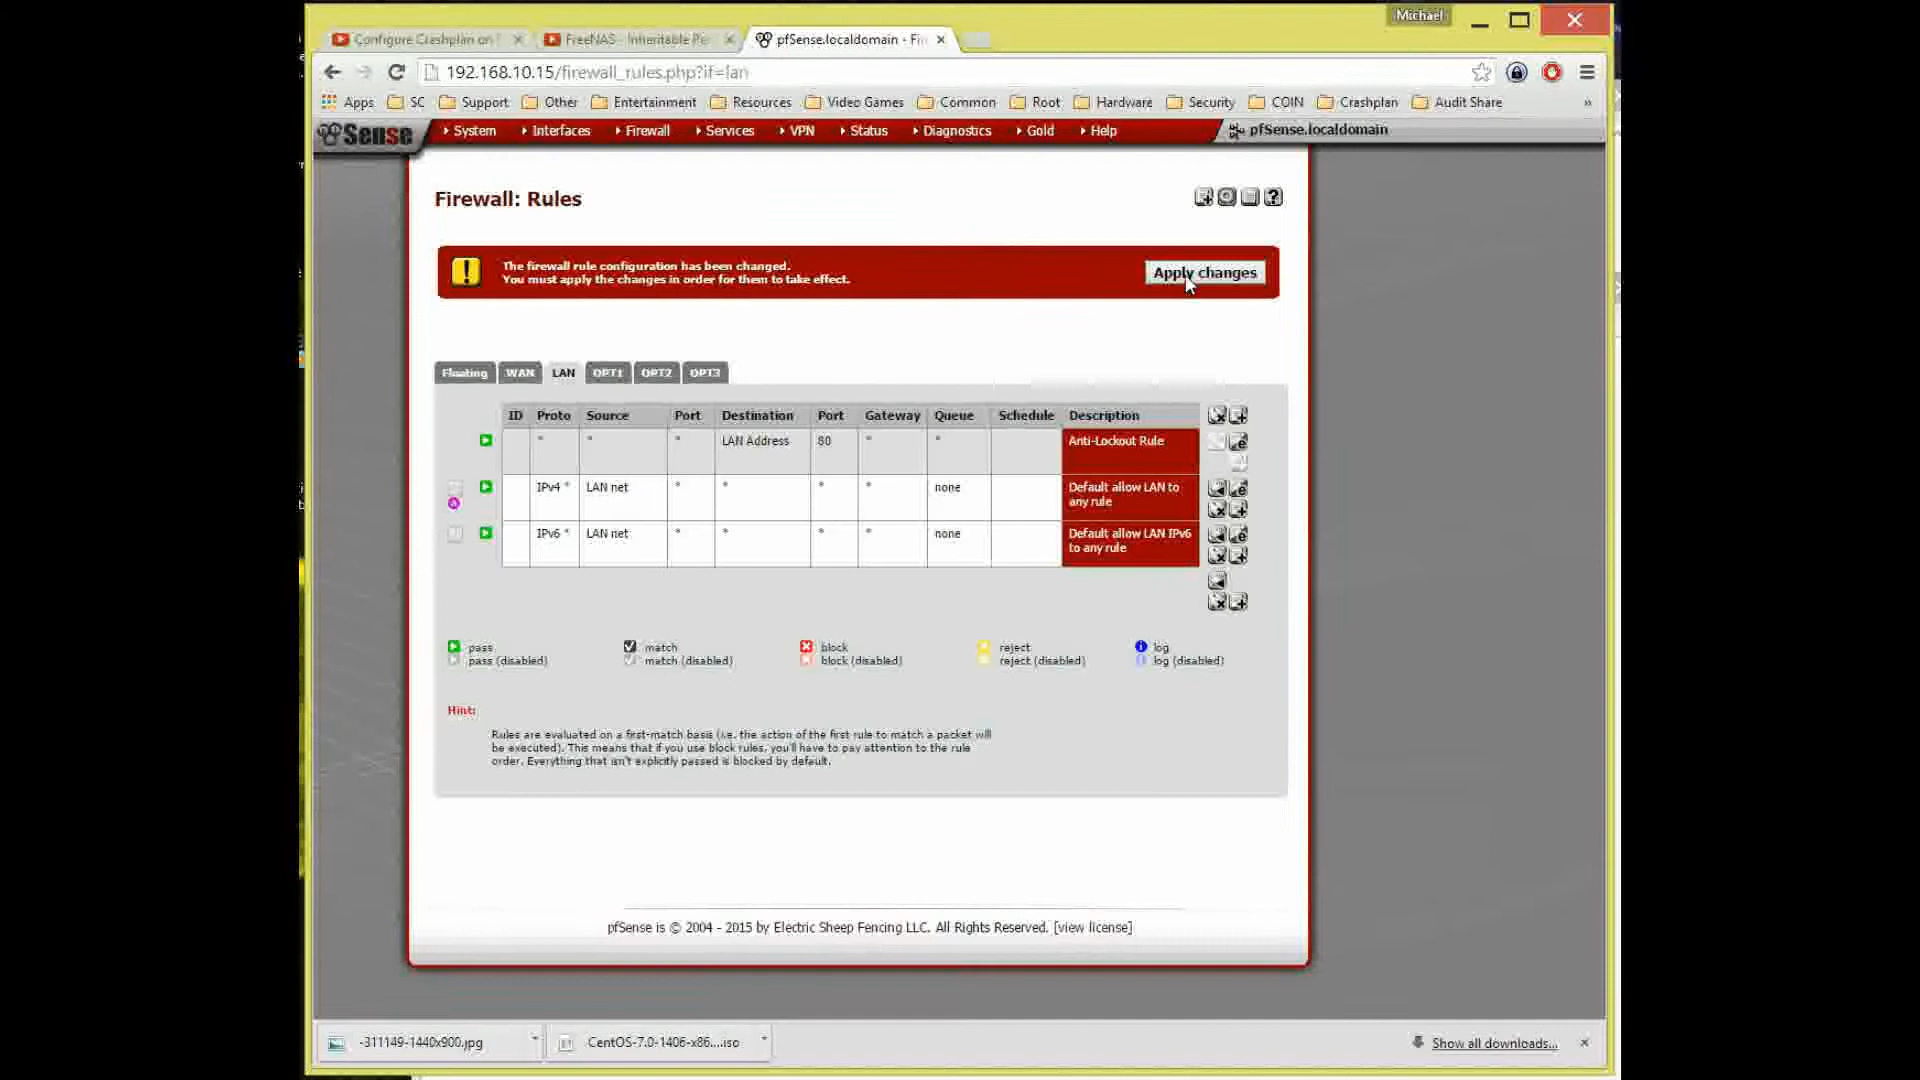 Michael
Configure Crashplan on
FreeNAS - Inheritable Pe
pfSense.localdomain - Fi
192.168.10.15/firewall_rules.php?if=lan
Apps SC Support Other Entertainment Resources Video Games Common Root Hardware Security COIN Crashplan Audit Share »
Sense System Interfaces Firewall Services VPN Status Diagnostics Gold Help pfSense.localdomain
Firewall: Rules
The firewall rule configuration has been changed.
You must apply the changes in order for them to take effect.
Apply changes
Floating WAN LAN OPT1 OPT2 OPT3
ID Proto Source Port Destination Port Gateway Queue Schedule Description
* * * LAN Address 80 * * Anti-Lockout Rule
IPv4 * LAN net * * * * none Default allow LAN to
any rule
IPv6 * LAN net * * * * none Default allow LAN IPv6
to any rule
pass match block reject log
pass (disabled) match (disabled) block (disabled) reject (disabled) log (disabled)
Hint:
Rules are evaluated on a first-match basis (i.e. the action of the first rule to match a packet will
be executed). This means that if you use block rules, you'll have to pay attention to the rule
order. Everything that isn't explicitly passed is blocked by default.
pfSense is © 2004 - 2015 by Electric Sheep Fencing LLC. All Rights Reserved. [view license]
-311149-1440x900.jpg
CentOS-7.0-1406-x86....iso
Show all downloads...